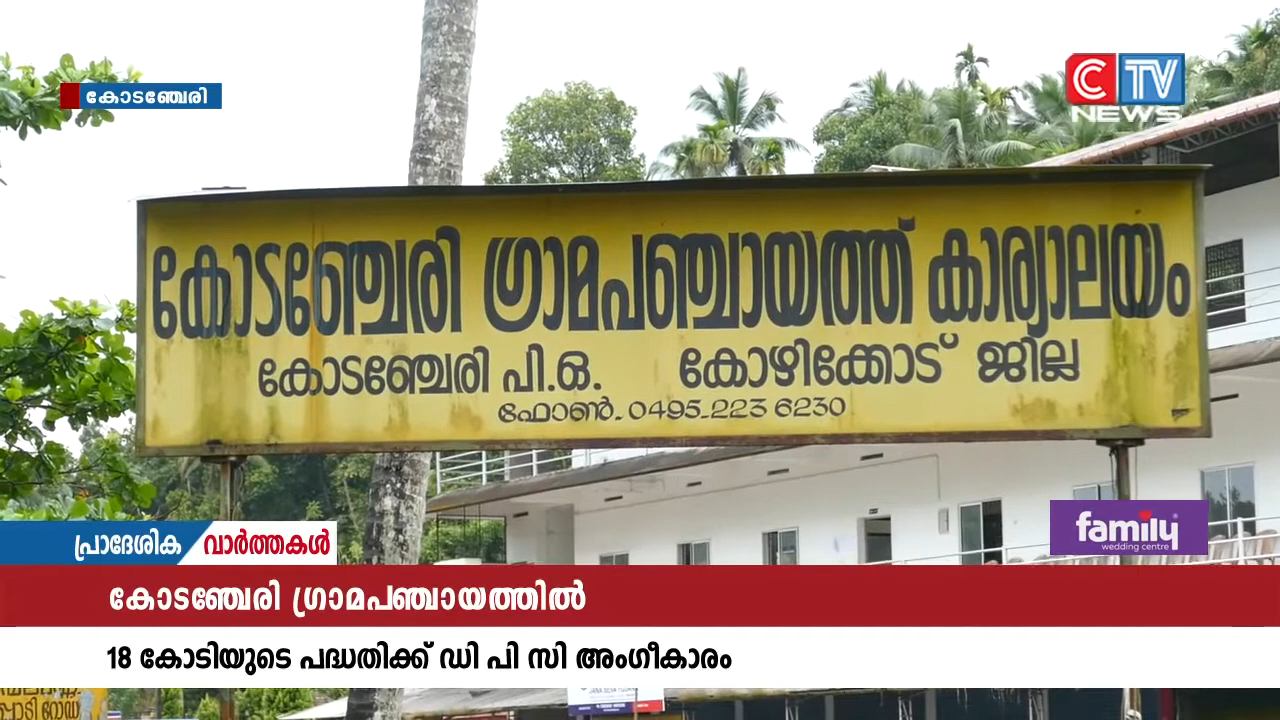 കോടഞ്ചേരി
CTV
NEWS
കോടഞ്ചേരി ഗ്രാമപഞ്ചായത്ത് കാര്യാലയം
കോടഞ്ചേരി പി.ഒ. കോഴിക്കോട് ജില്ല
ഫോൺ. 0495-223 6230
family
wedding centre
പ്രാദേശിക വാർത്തകൾ
കോടഞ്ചേരി ഗ്രാമപഞ്ചായത്തിൽ
18 കോടിയുടെ പദ്ധതിക്ക് ഡി പി സി അംഗീകാരം